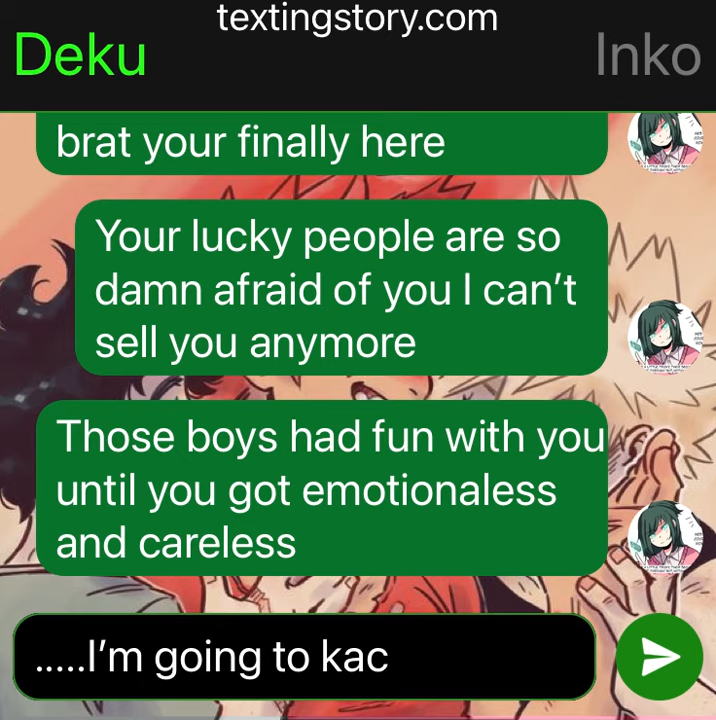 textingstory.com
Deku
Inko
brat your finally here
Your lucky people are so
damn afraid of you I can't
sell you anymore
Those boys had fun with you
until you got emotionaless
and careless
.....I'm going to kac